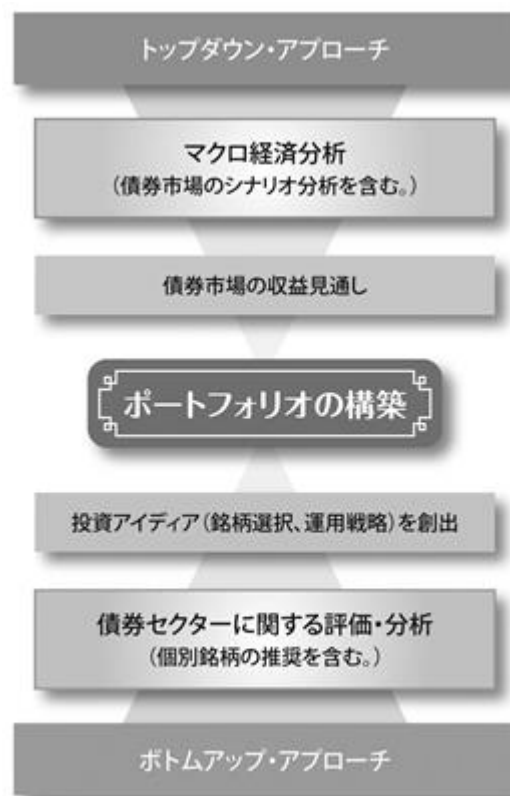 トップダウン・アプローチ
マクロ経済分析
（債券市場のシナリオ分析を含む。）
債券市場の収益見通し
ポートフォリオの構築
投資アイディア（銘柄選択、運用戦略）を創出
債券セクターに関する評価・分析
（個別銘柄の推奨を含む。）
ボトムアップ・アプローチ